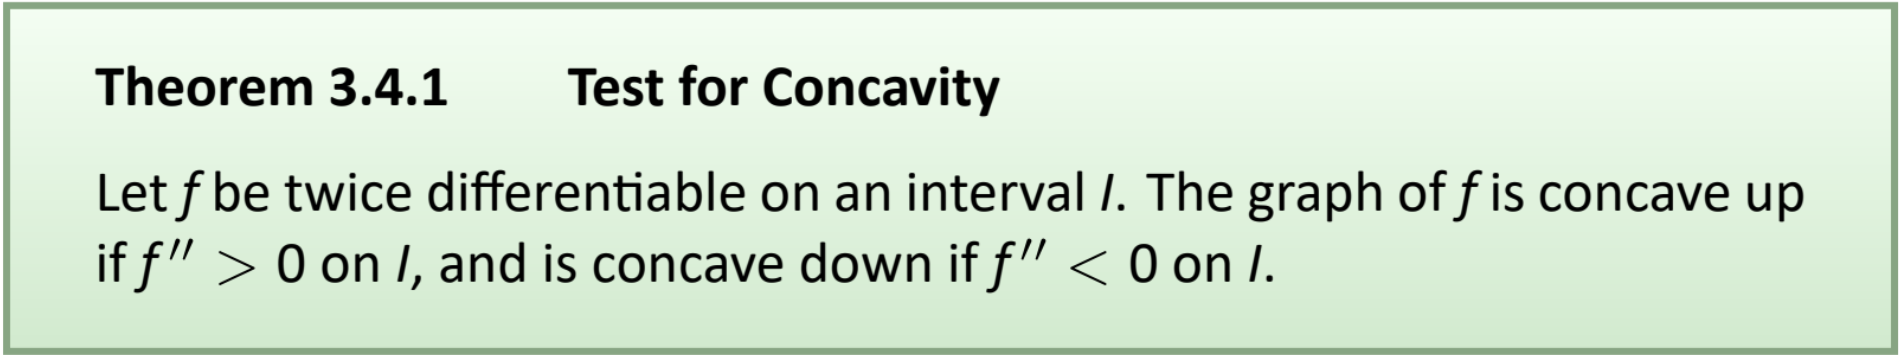 Theorem 3.4.1 Test for Concavity
Let f be twice differentiable on an interval I. The graph of f is concave up
if f″ > 0 on I, and is concave down if f″ < 0 on I.